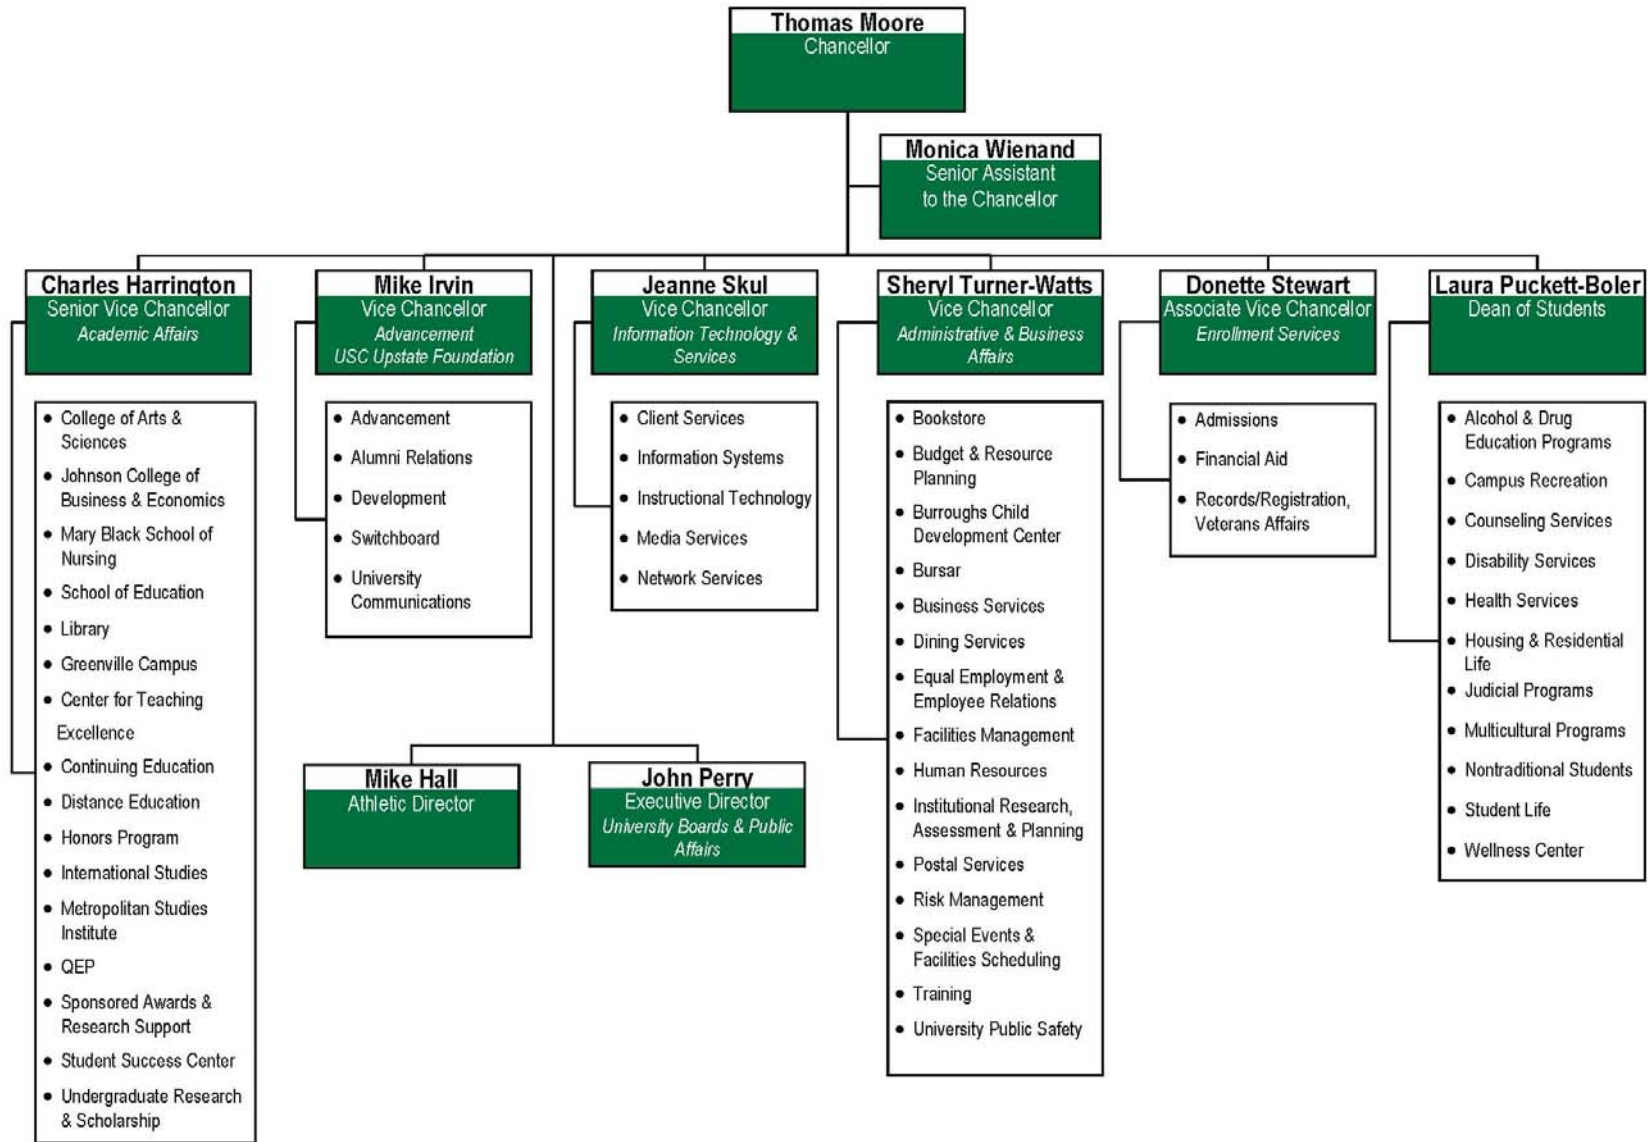 Thomas Moore
Chancellor
Monica Wienand
Senior Assistant
to the Chancellor
Charles Harrington
Senior Vice Chancellor
Academic Affairs
• College of Arts &
Sciences
• Johnson College of
Business & Economics
• Mary Black School of
Nursing
• School of Education
• Library
• Greenville Campus
• Center for Teaching
Excellence
• Continuing Education
• Distance Education
• Honors Program
• International Studies
• Metropolitan Studies
Institute
• QEP
• Sponsored Awards &
Research Support
• Student Success Center
• Undergraduate Research
& Scholarship
Mike Irvin
Vice Chancellor
Advancement
USC Upstate Foundation
• Advancement
• Alumni Relations
• Development
• Switchboard
• University
Communications
Mike Hall
Athletic Director
John Perry
Executive Director
University Boards & Public
Affairs
Jeanne Skul
Vice Chancellor
Information Technology &
Services
• Client Services
• Information Systems
• Instructional Technology
• Media Services
• Network Services
Sheryl Turner-Watts
Vice Chancellor
Administrative & Business
Affairs
• Bookstore
• Budget & Resource
Planning
• Burroughs Child
Development Center
• Bursar
• Business Services
• Dining Services
• Equal Employment &
Employee Relations
• Facilities Management
• Human Resources
• Institutional Research,
Assessment & Planning
• Postal Services
• Risk Management
• Special Events &
Facilities Scheduling
• Training
• University Public Safety
Donette Stewart
Associate Vice Chancellor
Enrollment Services
• Admissions
• Financial Aid
• Records/Registration,
Veterans Affairs
Laura Puckett-Boler
Dean of Students
• Alcohol & Drug
Education Programs
• Campus Recreation
• Counseling Services
• Disability Services
• Health Services
• Housing & Residential
Life
• Judicial Programs
• Multicultural Programs
• Nontraditional Students
• Student Life
• Wellness Center